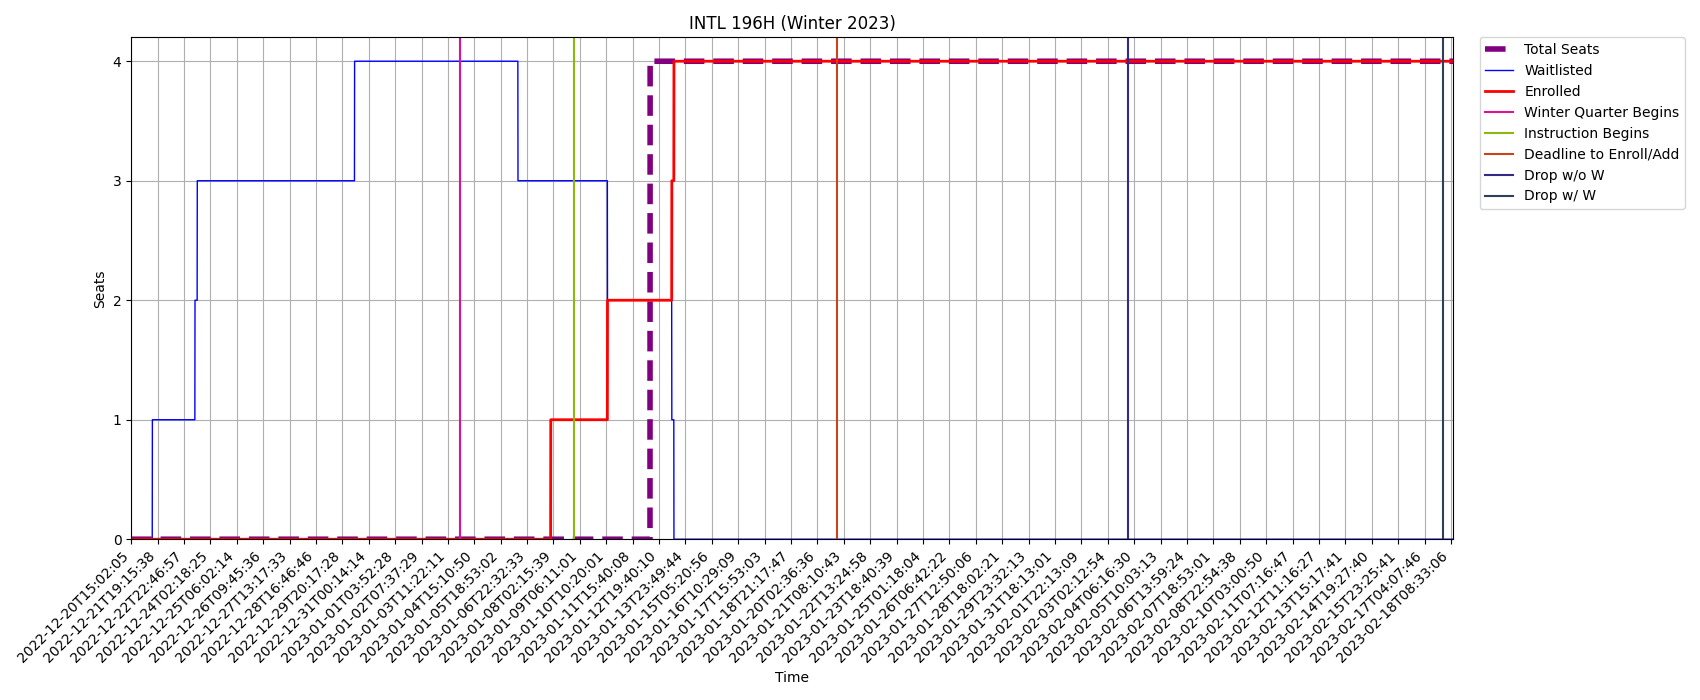 INTL 196H (Winter 2023)
Total Seats
Waitlisted
Enrolled
Winter Quarter Begins
Instruction Begins
Deadline to Enroll/Add
Drop w/o W
Drop w/ W
4
3
2
1
0
Seats
2022-12-20T15:02:05
2022-12-21T19:15:38
2022-12-22T22:46:57
2022-12-24T02:18:25
2022-12-25T06:02:14
2022-12-26T09:45:36
2022-12-27T13:17:33
2022-12-28T16:46:46
2022-12-29T20:17:28
2022-12-31T00:14:14
2023-01-01T03:52:28
2023-01-02T07:37:29
2023-01-03T11:22:11
2023-01-04T15:10:50
2023-01-05T18:53:02
2023-01-06T22:32:33
2023-01-08T02:15:39
2023-01-09T06:11:01
2023-01-10T10:20:01
2023-01-11T15:40:08
2023-01-12T19:40:10
2023-01-13T23:49:44
2023-01-15T05:20:56
2023-01-16T10:29:09
2023-01-17T15:53:03
2023-01-18T21:17:47
2023-01-20T02:36:36
2023-01-21T08:10:43
2023-01-22T13:24:58
2023-01-23T18:40:39
2023-01-25T01:18:04
2023-01-26T06:42:22
2023-01-27T12:50:06
2023-01-28T18:02:21
2023-01-29T23:32:13
2023-01-31T18:13:01
2023-02-01T22:13:09
2023-02-03T02:12:54
2023-02-04T06:16:30
2023-02-05T10:03:13
2023-02-06T13:59:24
2023-02-07T18:53:01
2023-02-08T22:54:38
2023-02-10T03:00:50
2023-02-11T07:16:47
2023-02-12T11:16:27
2023-02-13T15:17:41
2023-02-14T19:27:40
2023-02-15T23:25:41
2023-02-17T04:07:46
2023-02-18T08:33:06
Time